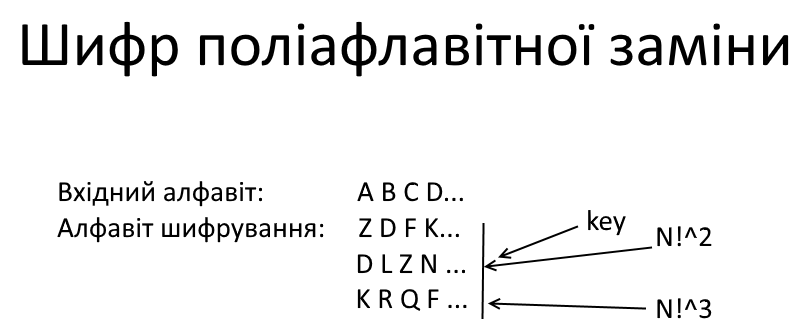 Шифр поліафлавітної заміни
Вхідний алфавіт: A B C D...
Алфавіт шифрування: Z D F K...
key
N!^2
D L Z N ...
K R Q F ...
N!^3